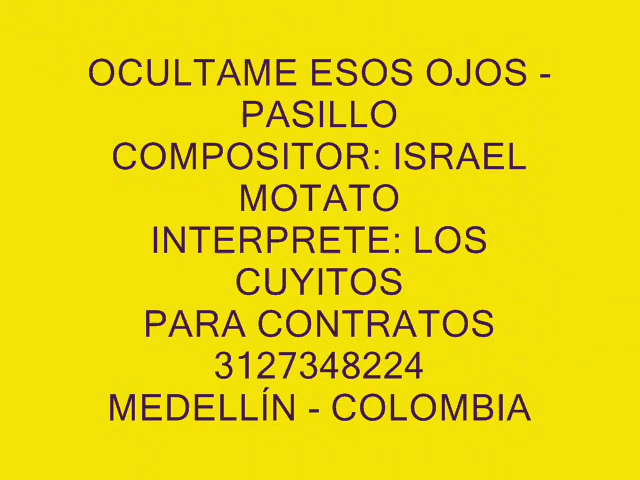 OCULTAME ESOS OJOS -
PASILLO
COMPOSITOR: ISRAEL
MOTATO
INTERPRETE: LOS
CUYITOS
PARA CONTRATOS
3127348224
MEDELLÍN - COLOMBIA